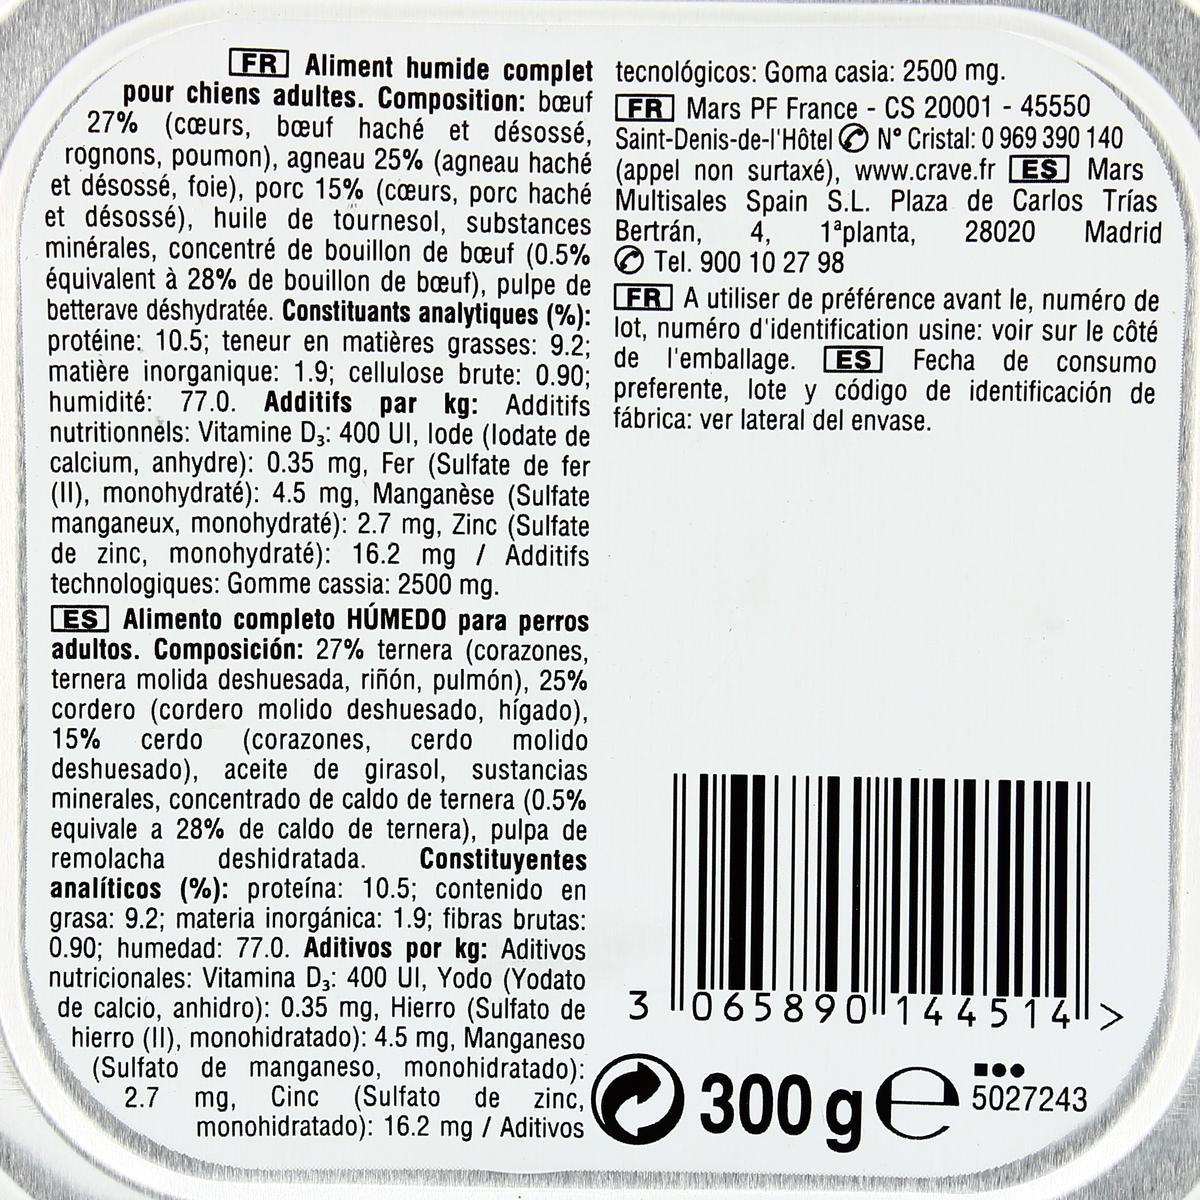 FR Aliment humide complet
pour chiens adultes. Composition: bœuf
27% (cœurs, bœuf haché et désossé,
rognons, poumon), agneau 25% (agneau haché
et désossé, foie), porc 15% (cœurs, porc haché
et désossé), huile de tournesol, substances
minérales, concentré de bouillon de bœuf (0.5%
équivalent à 28% de bouillon de bœuf), pulpe de
betterave déshydratée. Constituants analytiques (%):
protéine: 10.5; teneur en matières grasses: 9.2;
matière inorganique: 1.9; cellulose brute: 0.90;
humidité: 77.0. Additifs par kg: Additifs
nutritionnels: Vitamine D₃: 400 UI, Iode (Iodate de
calcium, anhydre): 0.35 mg, Fer (Sulfate de fer
(II), monohydraté): 4.5 mg, Manganèse (Sulfate
manganeux, monohydraté): 2.7 mg, Zinc (Sulfate
de zinc, monohydraté): 16.2 mg / Additifs
technologiques: Gomme cassia: 2500 mg.
ES Alimento completo HÚMEDO para perros
adultos. Composición: 27% ternera (corazones,
ternera molida deshuesada, riñón, pulmón), 25%
cordero (cordero molido deshuesado, hígado),
15% cerdo (corazones, cerdo molido
deshuesado), aceite de girasol, sustancias
minerales, concentrado de caldo de ternera (0.5%
equivale a 28% de caldo de ternera), pulpa de
remolacha deshidratada. Constituyentes
analíticos (%): proteína: 10.5; contenido en
grasa: 9.2; materia inorgánica: 1.9; fibras brutas:
0.90; humedad: 77.0. Aditivos por kg: Aditivos
nutricionales: Vitamina D₃: 400 UI, Yodo (Yodato
de calcio, anhidro): 0.35 mg, Hierro (Sulfato de
hierro (II), monohidratado): 4.5 mg, Manganeso
(Sulfato de manganeso, monohidratado):
2.7 mg, Cinc (Sulfato de zinc,
monohidratado): 16.2 mg / Aditivos
tecnológicos: Goma casia: 2500 mg.
FR Mars PF France - CS 20001 - 45550
Saint-Denis-de-l'Hôtel ✆ N° Cristal: 0 969 390 140
(appel non surtaxé), www.crave.fr ES Mars
Multisales Spain S.L. Plaza de Carlos Trías
Bertrán, 4, 1ªplanta, 28020 Madrid
✆ Tel. 900 10 27 98
FR A utiliser de préférence avant le, numéro de
lot, numéro d'identification usine: voir sur le côté
de l'emballage. ES Fecha de consumo
preferente, lote y código de identificación de
fábrica: ver lateral del envase.
3 065890 144514 >
300 g ℮
5027243